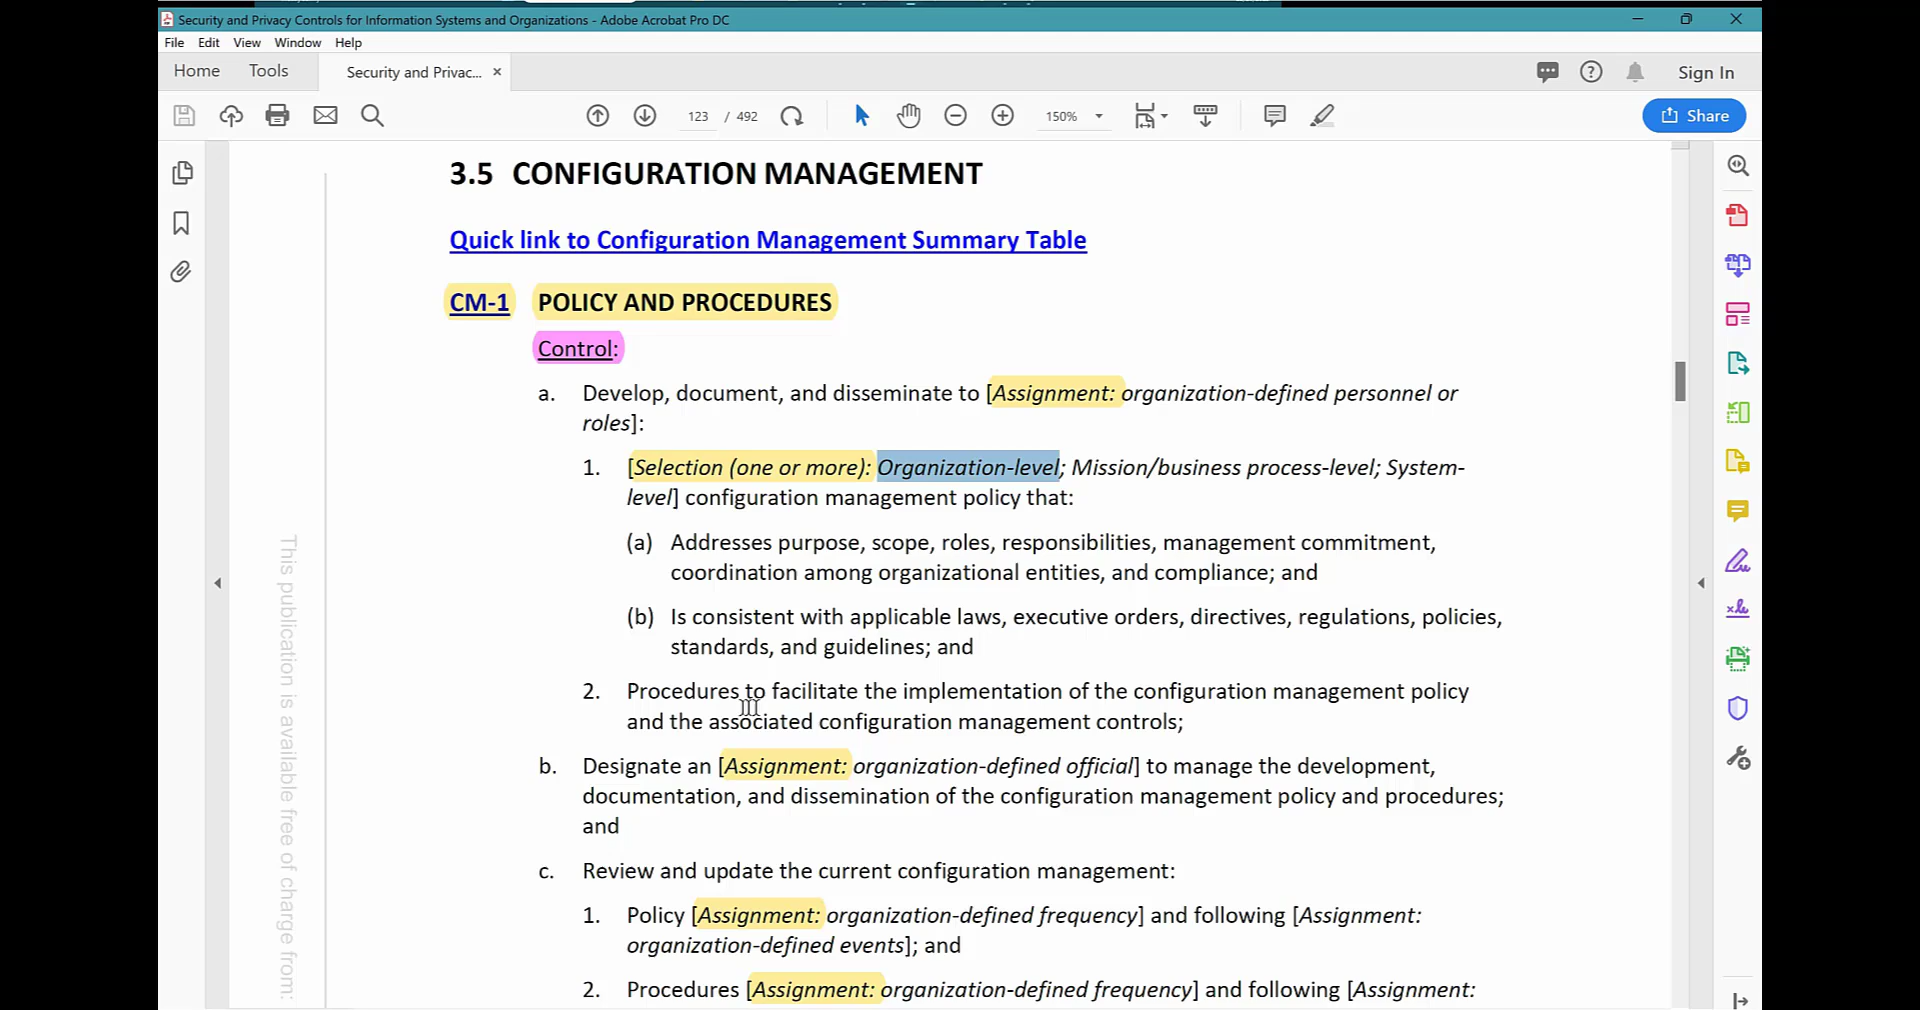 Security and Privacy Controls for Information Systems and Organizations - Adobe Acrobat Pro DC
File Edit View Window Help
Home Tools Security and Privac... × Sign In
123 / 492 150% Share
3.5 CONFIGURATION MANAGEMENT
Quick link to Configuration Management Summary Table
CM-1 POLICY AND PROCEDURES
Control:
a. Develop, document, and disseminate to [Assignment: organization-defined personnel or
roles]:
1. [Selection (one or more): Organization-level; Mission/business process-level; System-
level] configuration management policy that:
(a) Addresses purpose, scope, roles, responsibilities, management commitment,
coordination among organizational entities, and compliance; and
(b) Is consistent with applicable laws, executive orders, directives, regulations, policies,
standards, and guidelines; and
2. Procedures to facilitate the implementation of the configuration management policy
and the associated configuration management controls;
b. Designate an [Assignment: organization-defined official] to manage the development,
documentation, and dissemination of the configuration management policy and procedures;
and
c. Review and update the current configuration management:
1. Policy [Assignment: organization-defined frequency] and following [Assignment:
organization-defined events]; and
2. Procedures [Assignment: organization-defined frequency] and following [Assignment:
This publication is available free of charge from: